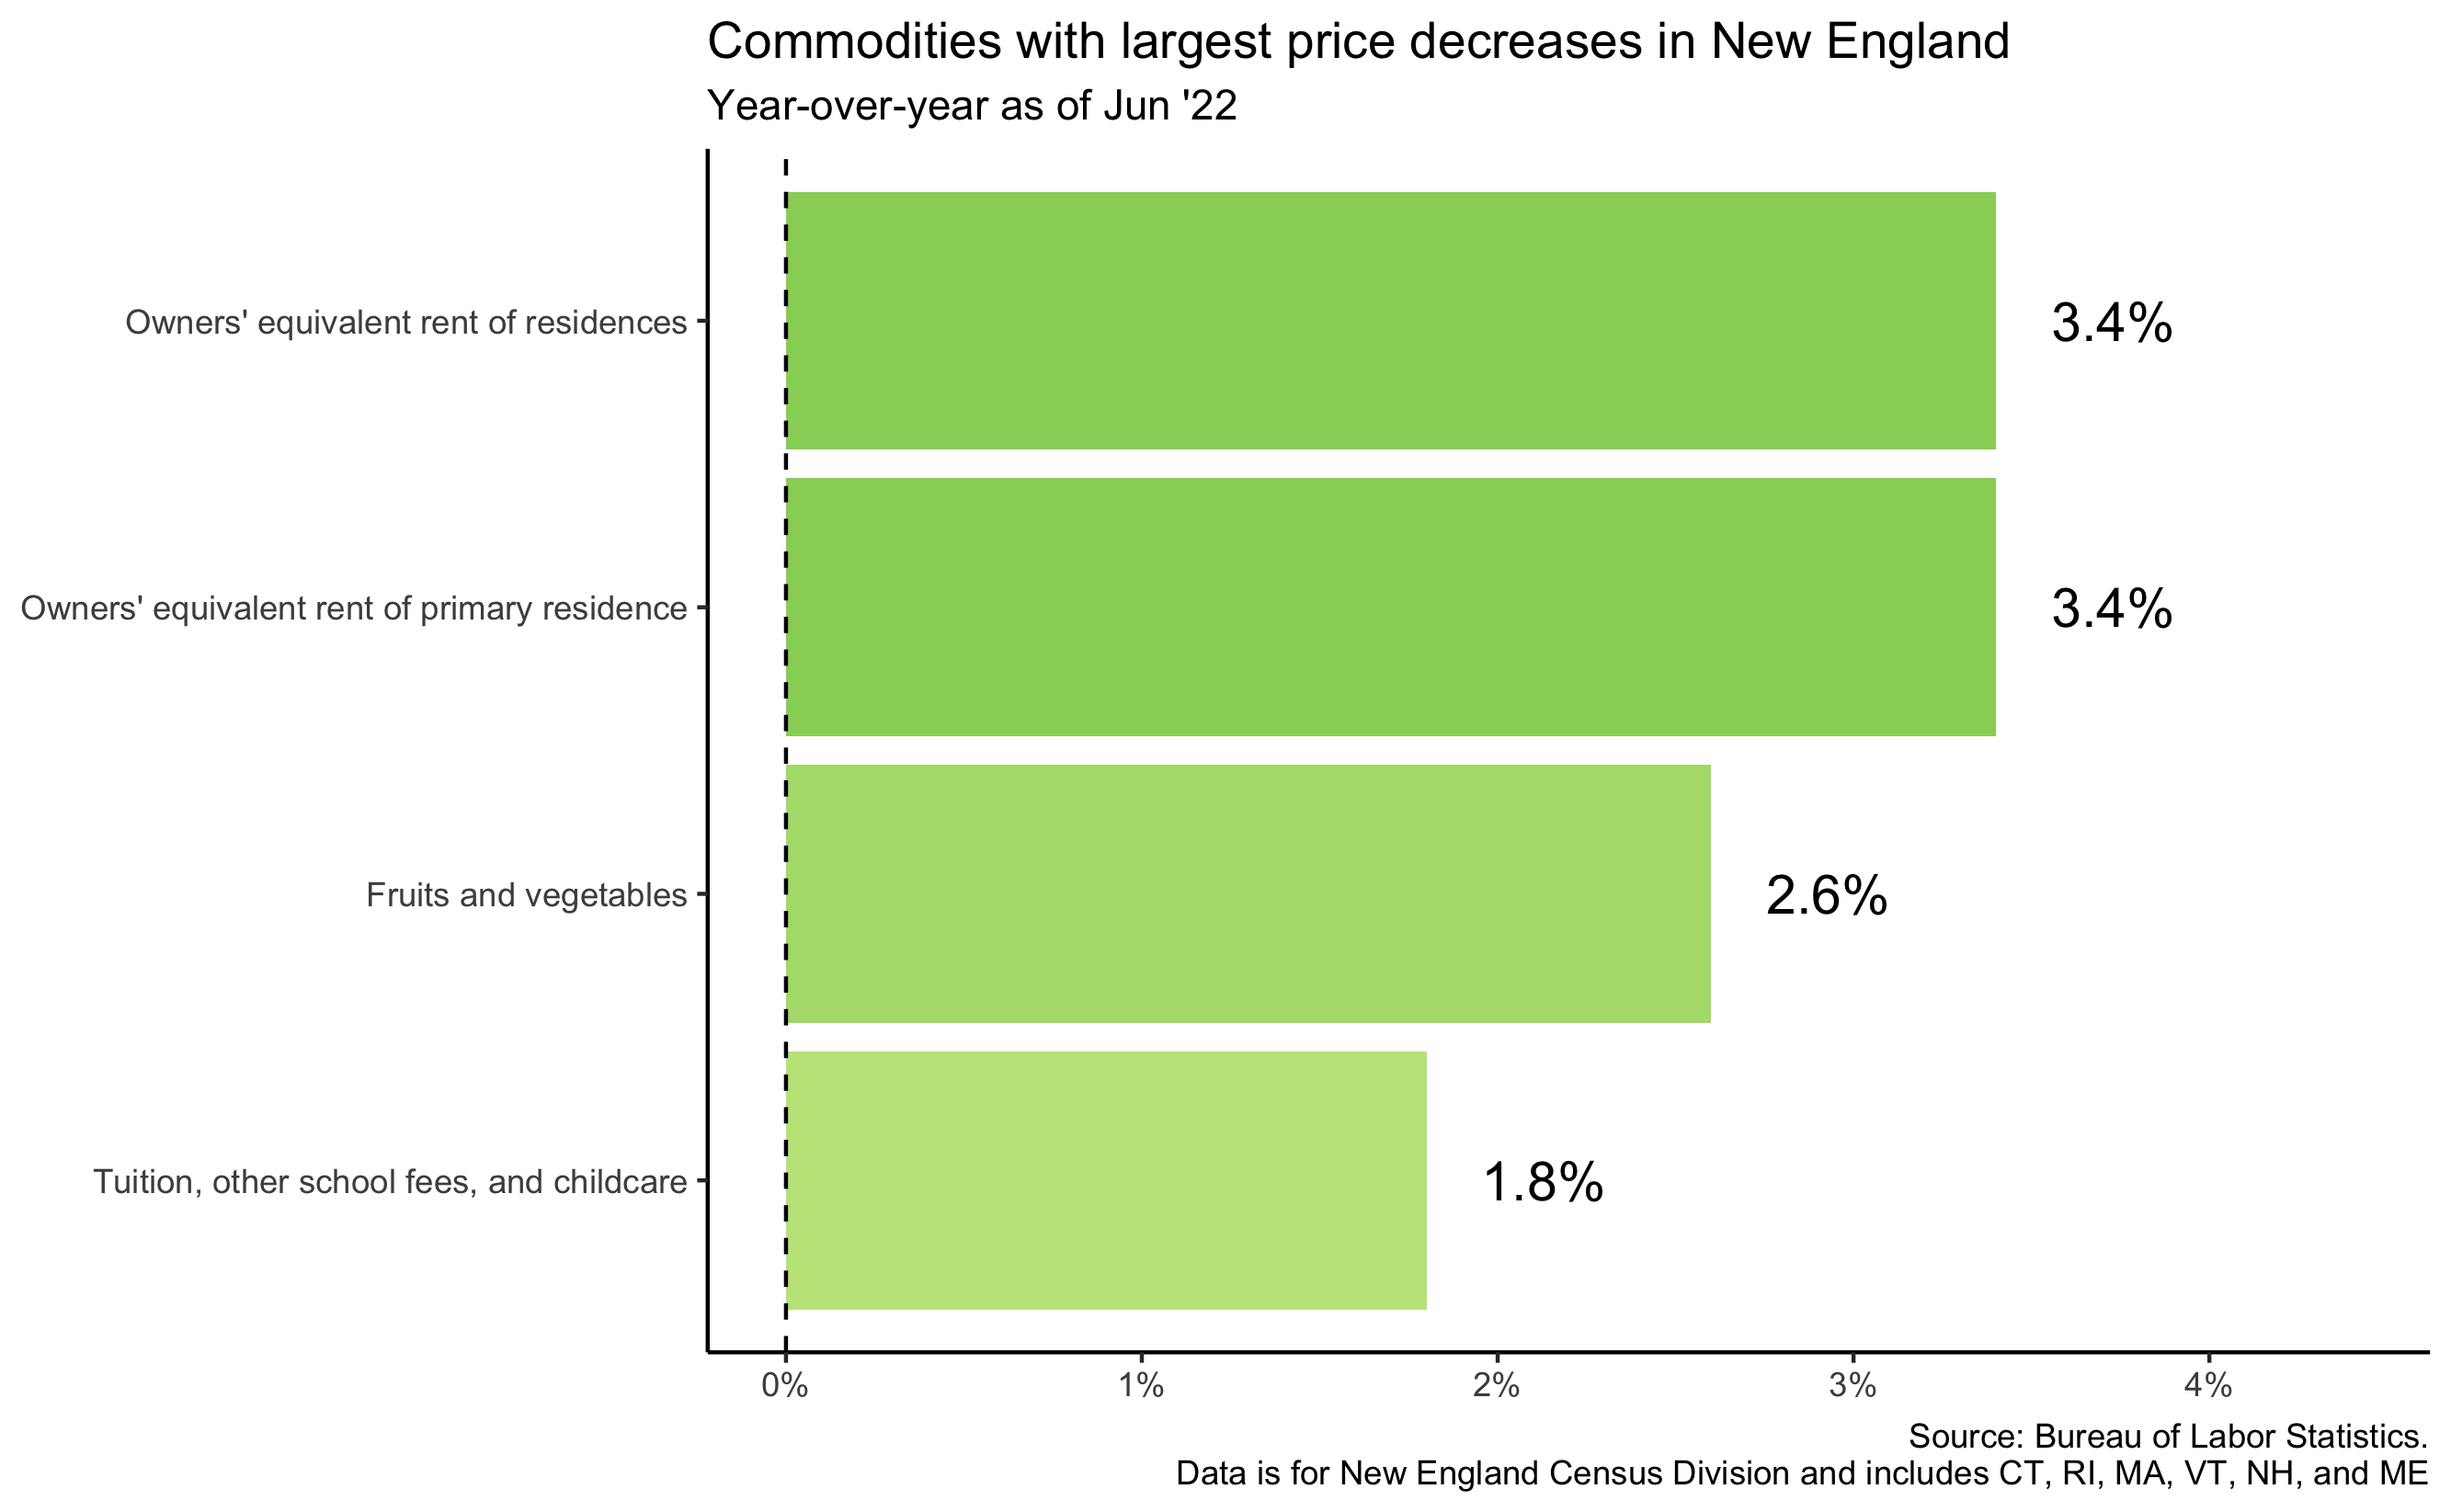 Commodities with largest price decreases in New England
Year-over-year as of Jun '22
Owners' equivalent rent of residences
3.4%
Owners' equivalent rent of primary residence
3.4%
Fruits and vegetables
2.6%
Tuition, other school fees, and childcare
1.8%
0% 1% 2% 3% 4%
Source: Bureau of Labor Statistics.
Data is for New England Census Division and includes CT, RI, MA, VT, NH, and ME